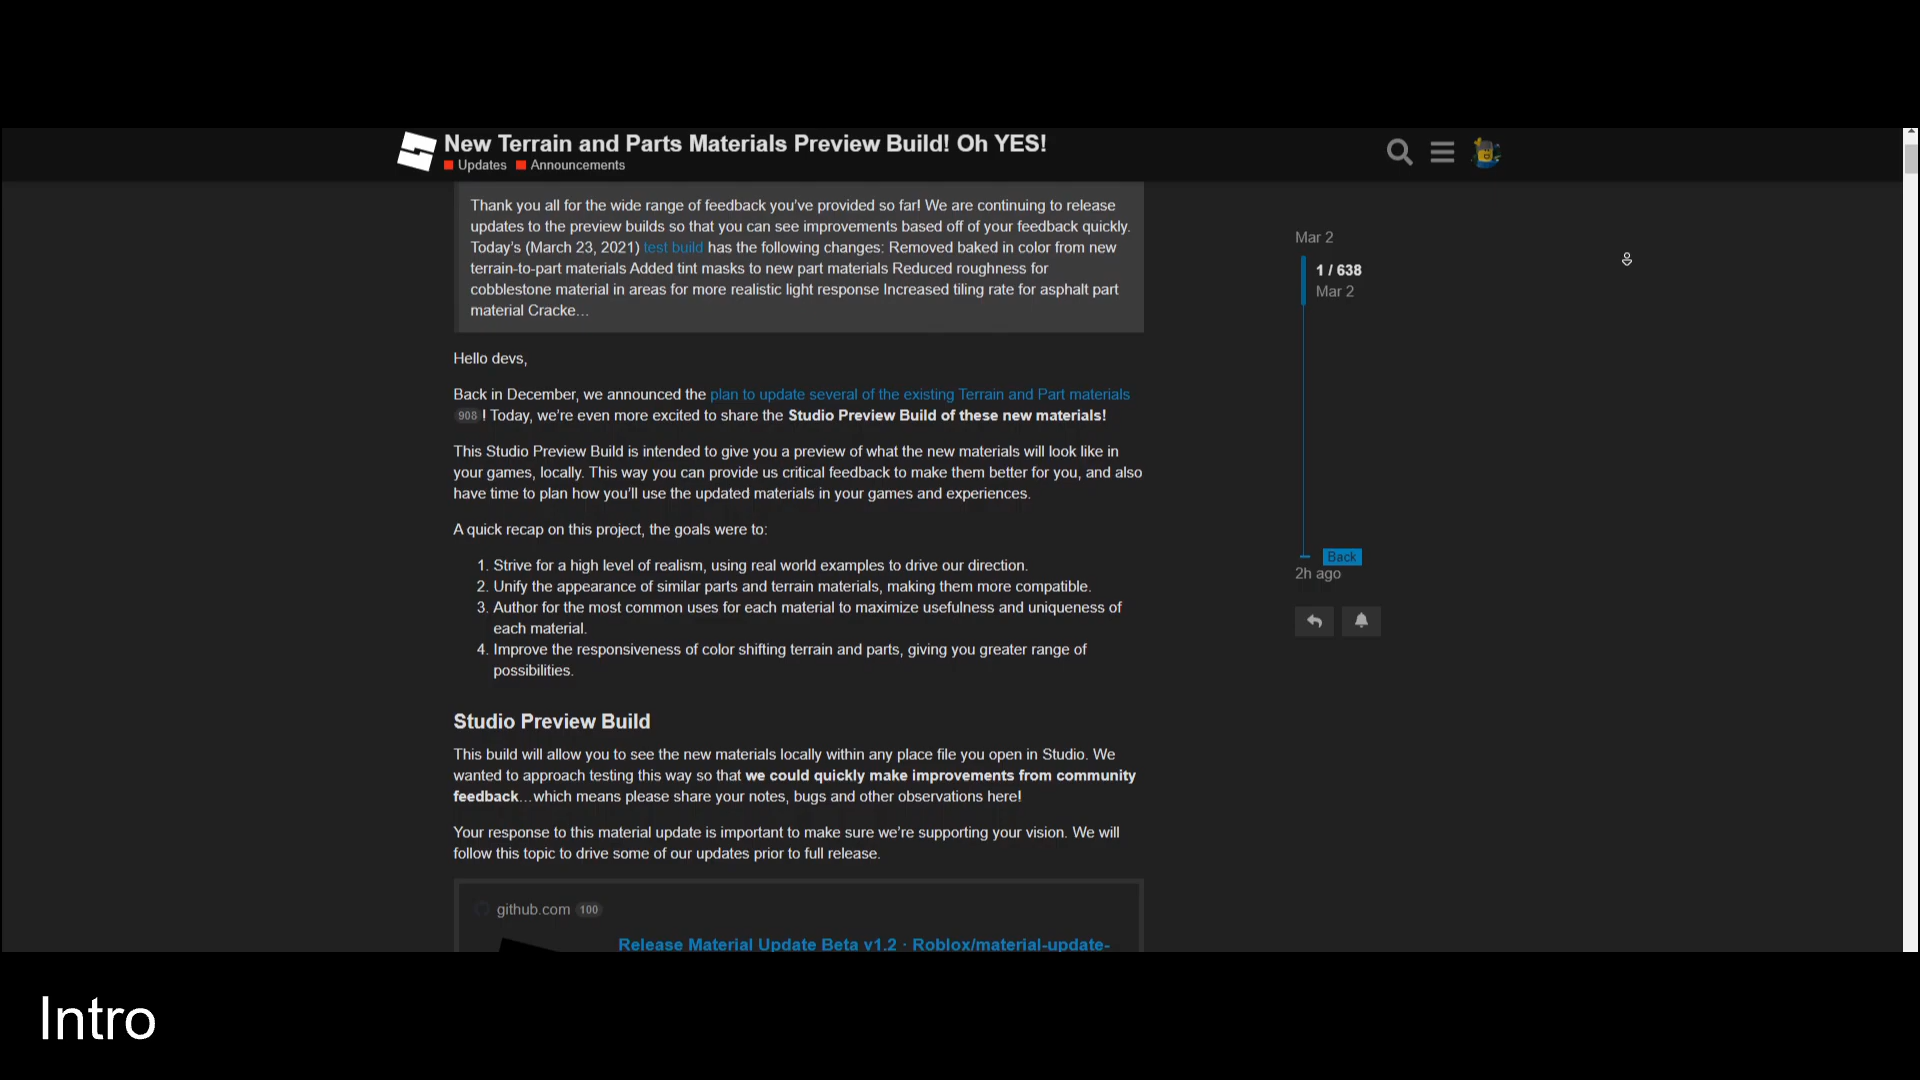 New Terrain and Parts Materials Preview Build! Oh YES!
Updates Announcements
Thank you all for the wide range of feedback you've provided so far! We are continuing to release
updates to the preview builds so that you can see improvements based off of your feedback quickly.
Today's (March 23, 2021) test build has the following changes: Removed baked in color from new
terrain-to-part materials Added tint masks to new part materials Reduced roughness for
cobblestone material in areas for more realistic light response Increased tiling rate for asphalt part
material Cracke...
Hello devs,
Back in December, we announced the plan to update several of the existing Terrain and Part materials
908 ! Today, we're even more excited to share the Studio Preview Build of these new materials!
This Studio Preview Build is intended to give you a preview of what the new materials will look like in
your games, locally. This way you can provide us critical feedback to make them better for you, and also
have time to plan how you'll use the updated materials in your games and experiences.
A quick recap on this project, the goals were to:
1. Strive for a high level of realism, using real world examples to drive our direction.
2. Unify the appearance of similar parts and terrain materials, making them more compatible.
3. Author for the most common uses for each material to maximize usefulness and uniqueness of
each material.
4. Improve the responsiveness of color shifting terrain and parts, giving you greater range of
possibilities.
Studio Preview Build
This build will allow you to see the new materials locally within any place file you open in Studio. We
wanted to approach testing this way so that we could quickly make improvements from community
feedback...which means please share your notes, bugs and other observations here!
Your response to this material update is important to make sure we're supporting your vision. We will
follow this topic to drive some of our updates prior to full release.
github.com 100
Release Material Update Beta v1.2 · Roblox/material-update-
Mar 2
1 / 638
Mar 2
Back
2h ago
Intro